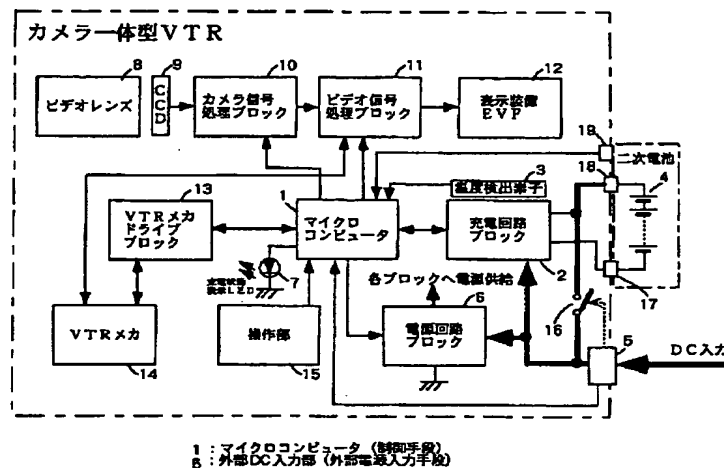 カメラ一体型VTR
8
ビデオレンズ
9
CCD
10
カメラ信号
処理ブロック
11
ビデオ信号
処理ブロック
12
表示装置
EVF
19
二次電池
18
4
3
温度検出素子
13
VTRメカ
ドライブ
ブロック
1
マイクロ
コンピュータ
充電回路
ブロック
2
17
7
表示LED
各ブロックへ電源供給
6
電源回路
ブロック
16
VTRメカ
14
操作部
15
5
DC入力
1：マイクロコンピュータ（制御手段）
5：外部DC入力部（外部電源入力手段）